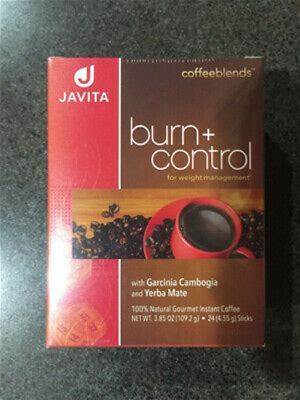 coffeeblends™
JAVITA®
burn+
control
for weight management*
with Garcinia Cambogia
and Yerba Mate
100% Natural Gourmet Instant Coffee
NET WT. 3.85 OZ (109.2 g) • 24 (4.55 g) Sticks